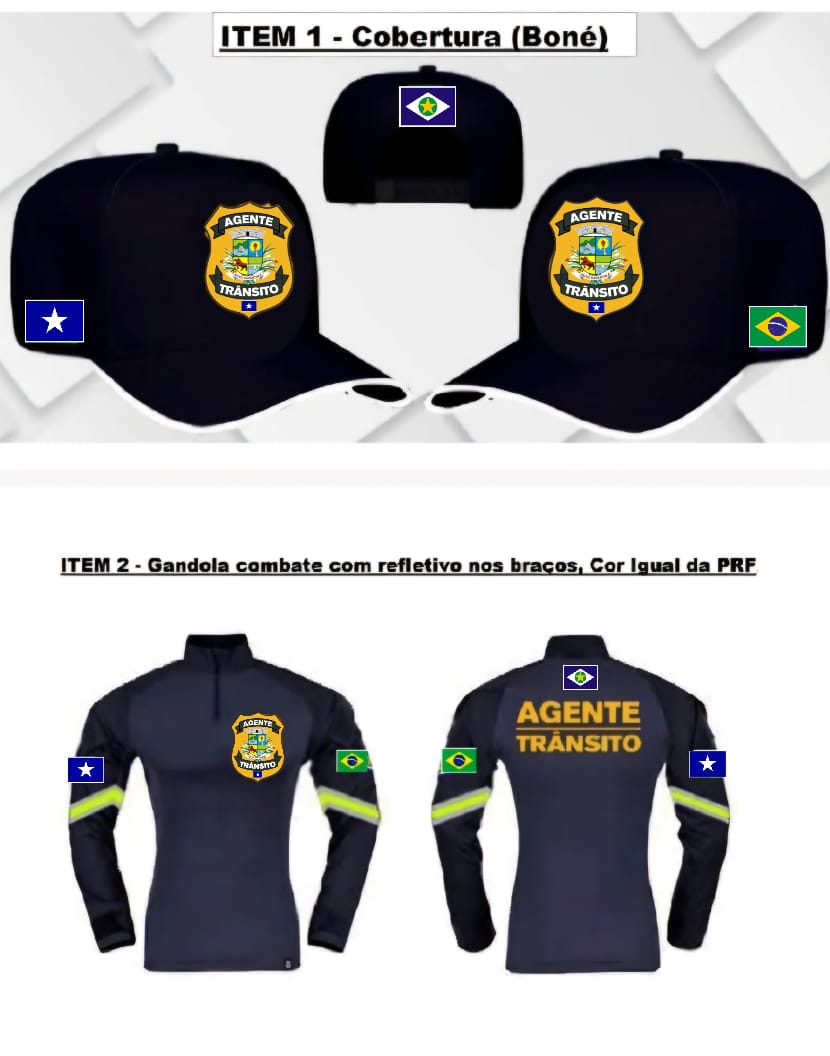 ITEM 1 - Cobertura (Boné)
AGENTE
TRÂNSITO
AGENTE
TRÂNSITO
ITEM 2 - Gandola combate com refletivo nos braços, Cor Igual da PRF
AGENTE
TRÂNSITO
AGENTE
TRÂNSITO